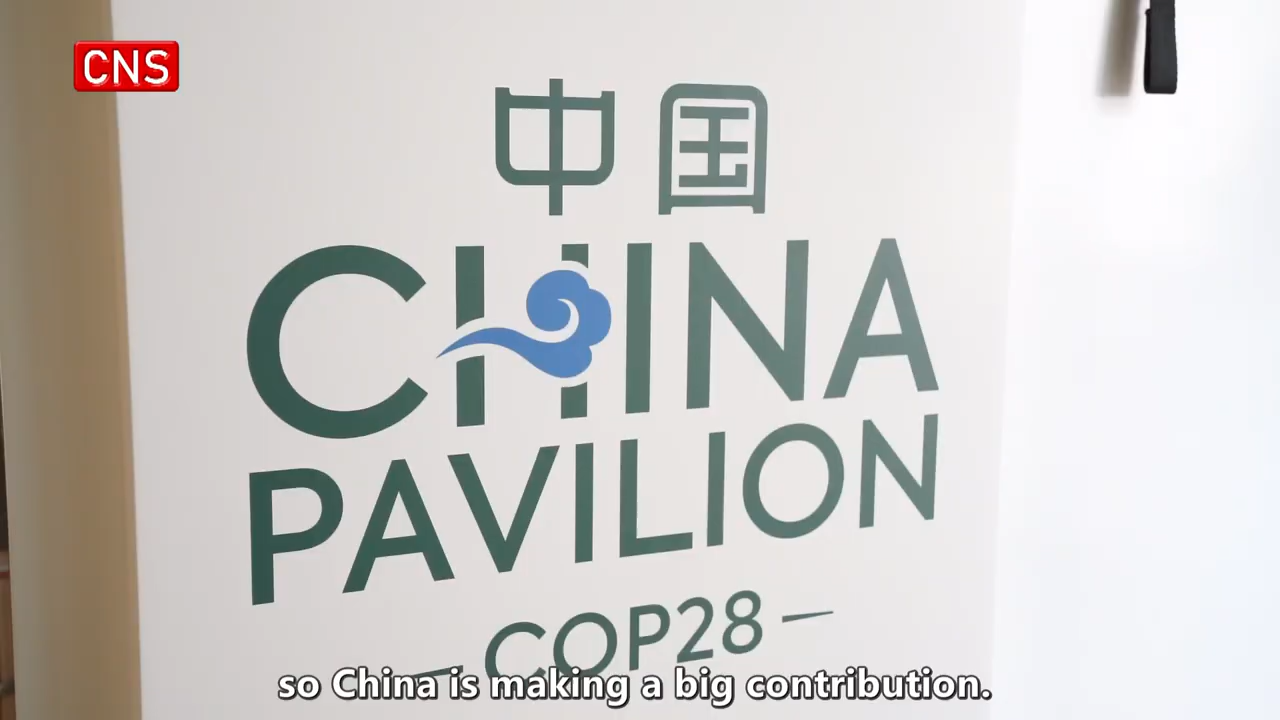 CNS
中国
CHINA
PAVILION
COP28
so China is making a big contribution.